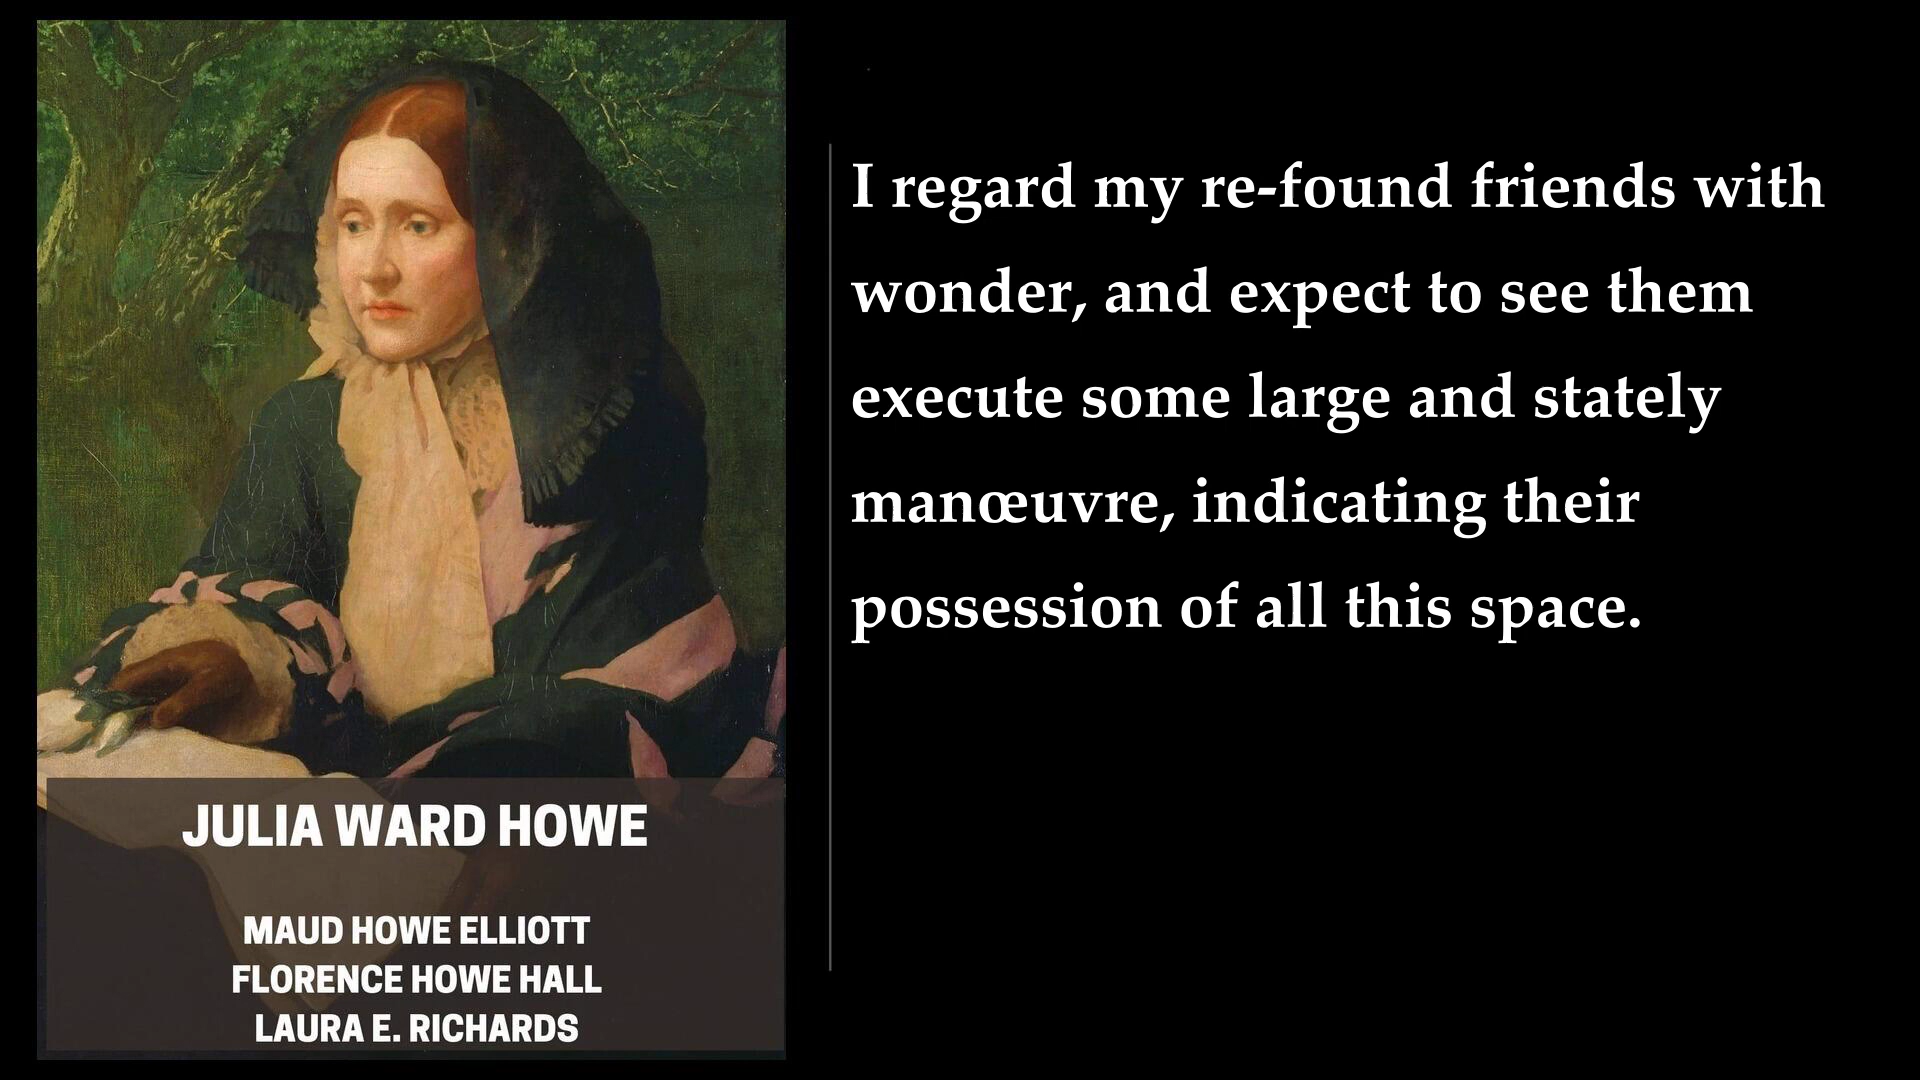 I regard my re-found friends with
wonder, and expect to see them
execute some large and stately
manœuvre, indicating their
possession of all this space.
JULIA WARD HOWE
MAUD HOWE ELLIOTT
FLORENCE HOWE HALL
LAURA E. RICHARDS